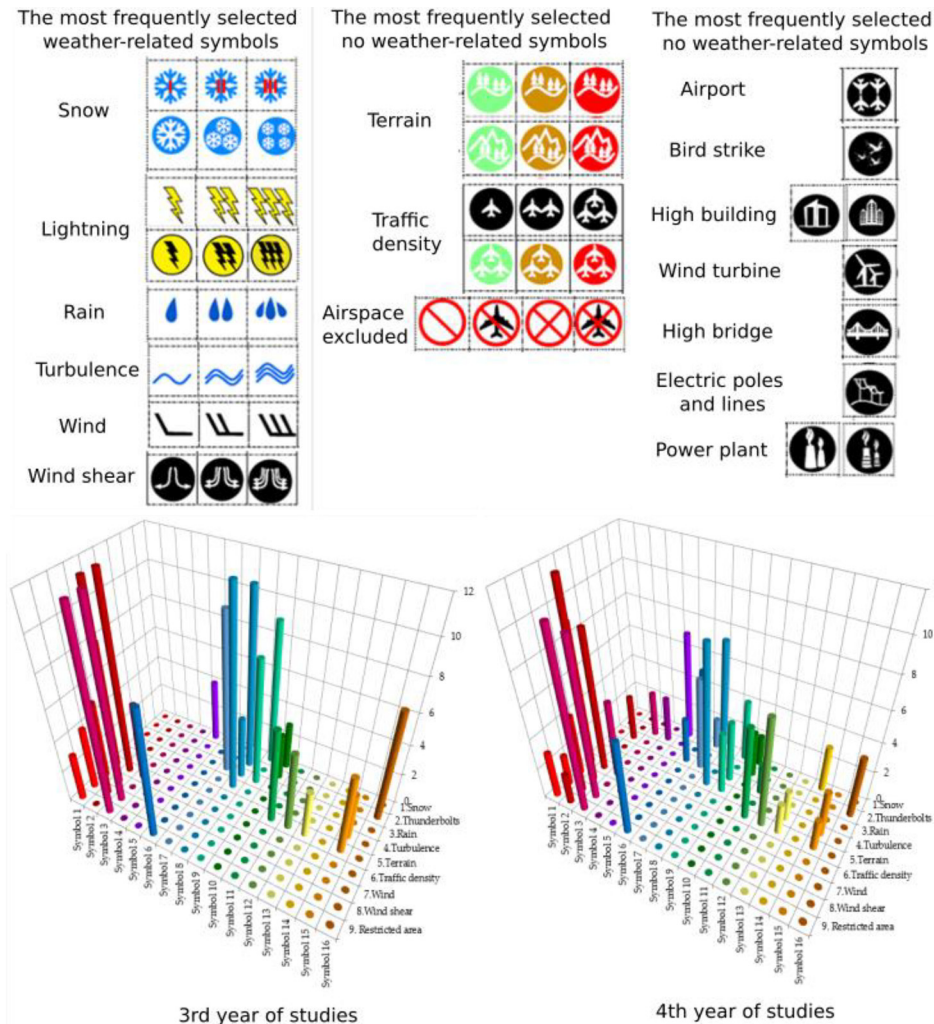 The most frequently selected
weather-related symbols
Snow
Lightning
Rain
Turbulence
Wind
Wind shear
The most frequently selected
no weather-related symbols
Terrain
Traffic
density
Airspace
excluded
The most frequently selected
no weather-related symbols
Airport
Bird strike
High building
Wind turbine
High bridge
Electric poles
and lines
Power plant
12
10
8
6
4
2
0
1.Snow
2.Thunderbolts
3.Rain
4.Turbulence
5.Terrain
6.Traffic density
7.Wind
8.Wind shear
9. Restricted area
Symbol 1
Symbol 2
Symbol 3
Symbol 4
Symbol 5
Symbol 6
Symbol 7
Symbol 8
Symbol 9
Symbol 10
Symbol 11
Symbol 12
Symbol 13
Symbol 14
Symbol 15
Symbol 16
3rd year of studies
10
8
6
4
2
0
1.Snow
2.Thunderbolts
3.Rain
4.Turbulence
5.Terrain
6.Traffic density
7.Wind
8.Wind shear
9. Restricted area
Symbol 1
Symbol 2
Symbol 3
Symbol 4
Symbol 5
Symbol 6
Symbol 7
Symbol 8
Symbol 9
Symbol 10
Symbol 11
Symbol 12
Symbol 13
Symbol 14
Symbol 15
Symbol 16
4th year of studies